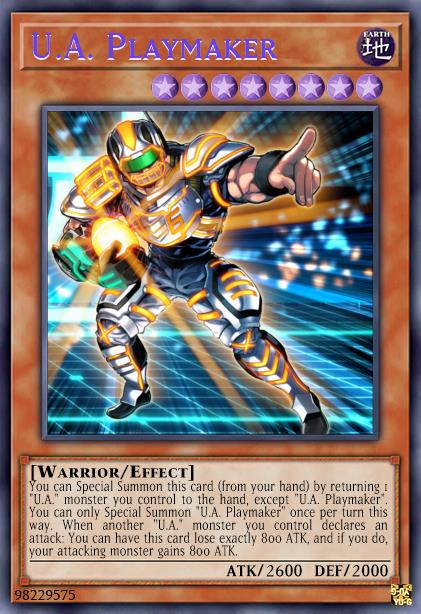 U.A. Playmaker
EARTH
地
[Warrior/Effect]
You can Special Summon this card (from your hand) by returning 1
"U.A." monster you control to the hand, except "U.A. Playmaker".
You can only Special Summon "U.A. Playmaker" once per turn this
way. When another "U.A." monster you control declares an
attack: You can have this card lose exactly 800 ATK, and if you do,
your attacking monster gains 800 ATK.
ATK/2600 DEF/2000
98229575